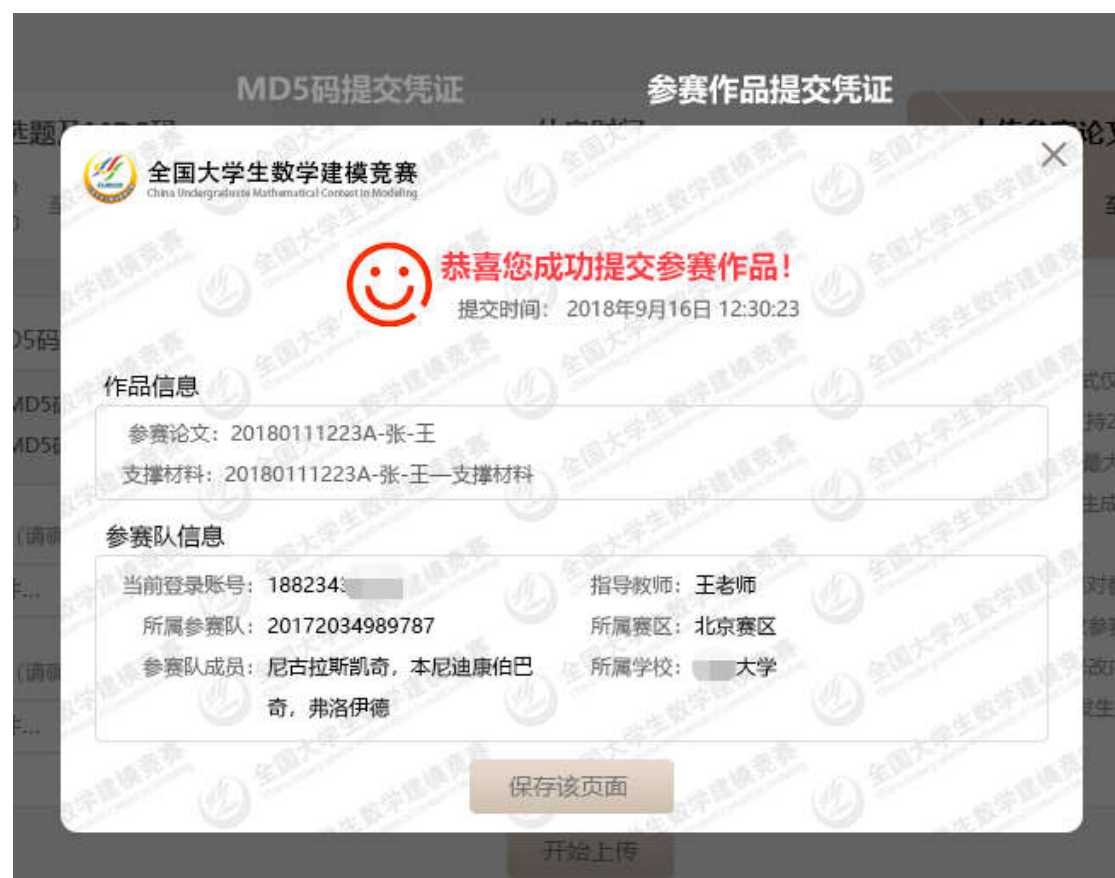 MD5码提交凭证
参赛作品提交凭证
全国大学生数学建模竞赛
China Undergraduate Mathematical Contest in Modeling
恭喜您成功提交参赛作品!
提交时间: 2018年9月16日 12:30:23
作品信息
参赛论文: 20180111223A-张-王
支撑材料: 20180111223A-张-王—支撑材料
参赛队信息
当前登录账号: 188234
指导教师: 王老师
所属参赛队: 20172034989787
所属赛区: 北京赛区
参赛队成员: 尼古拉斯凯奇，本尼迪康伯巴
所属学校: 大学
奇，弗洛伊德
保存该页面
开始上传